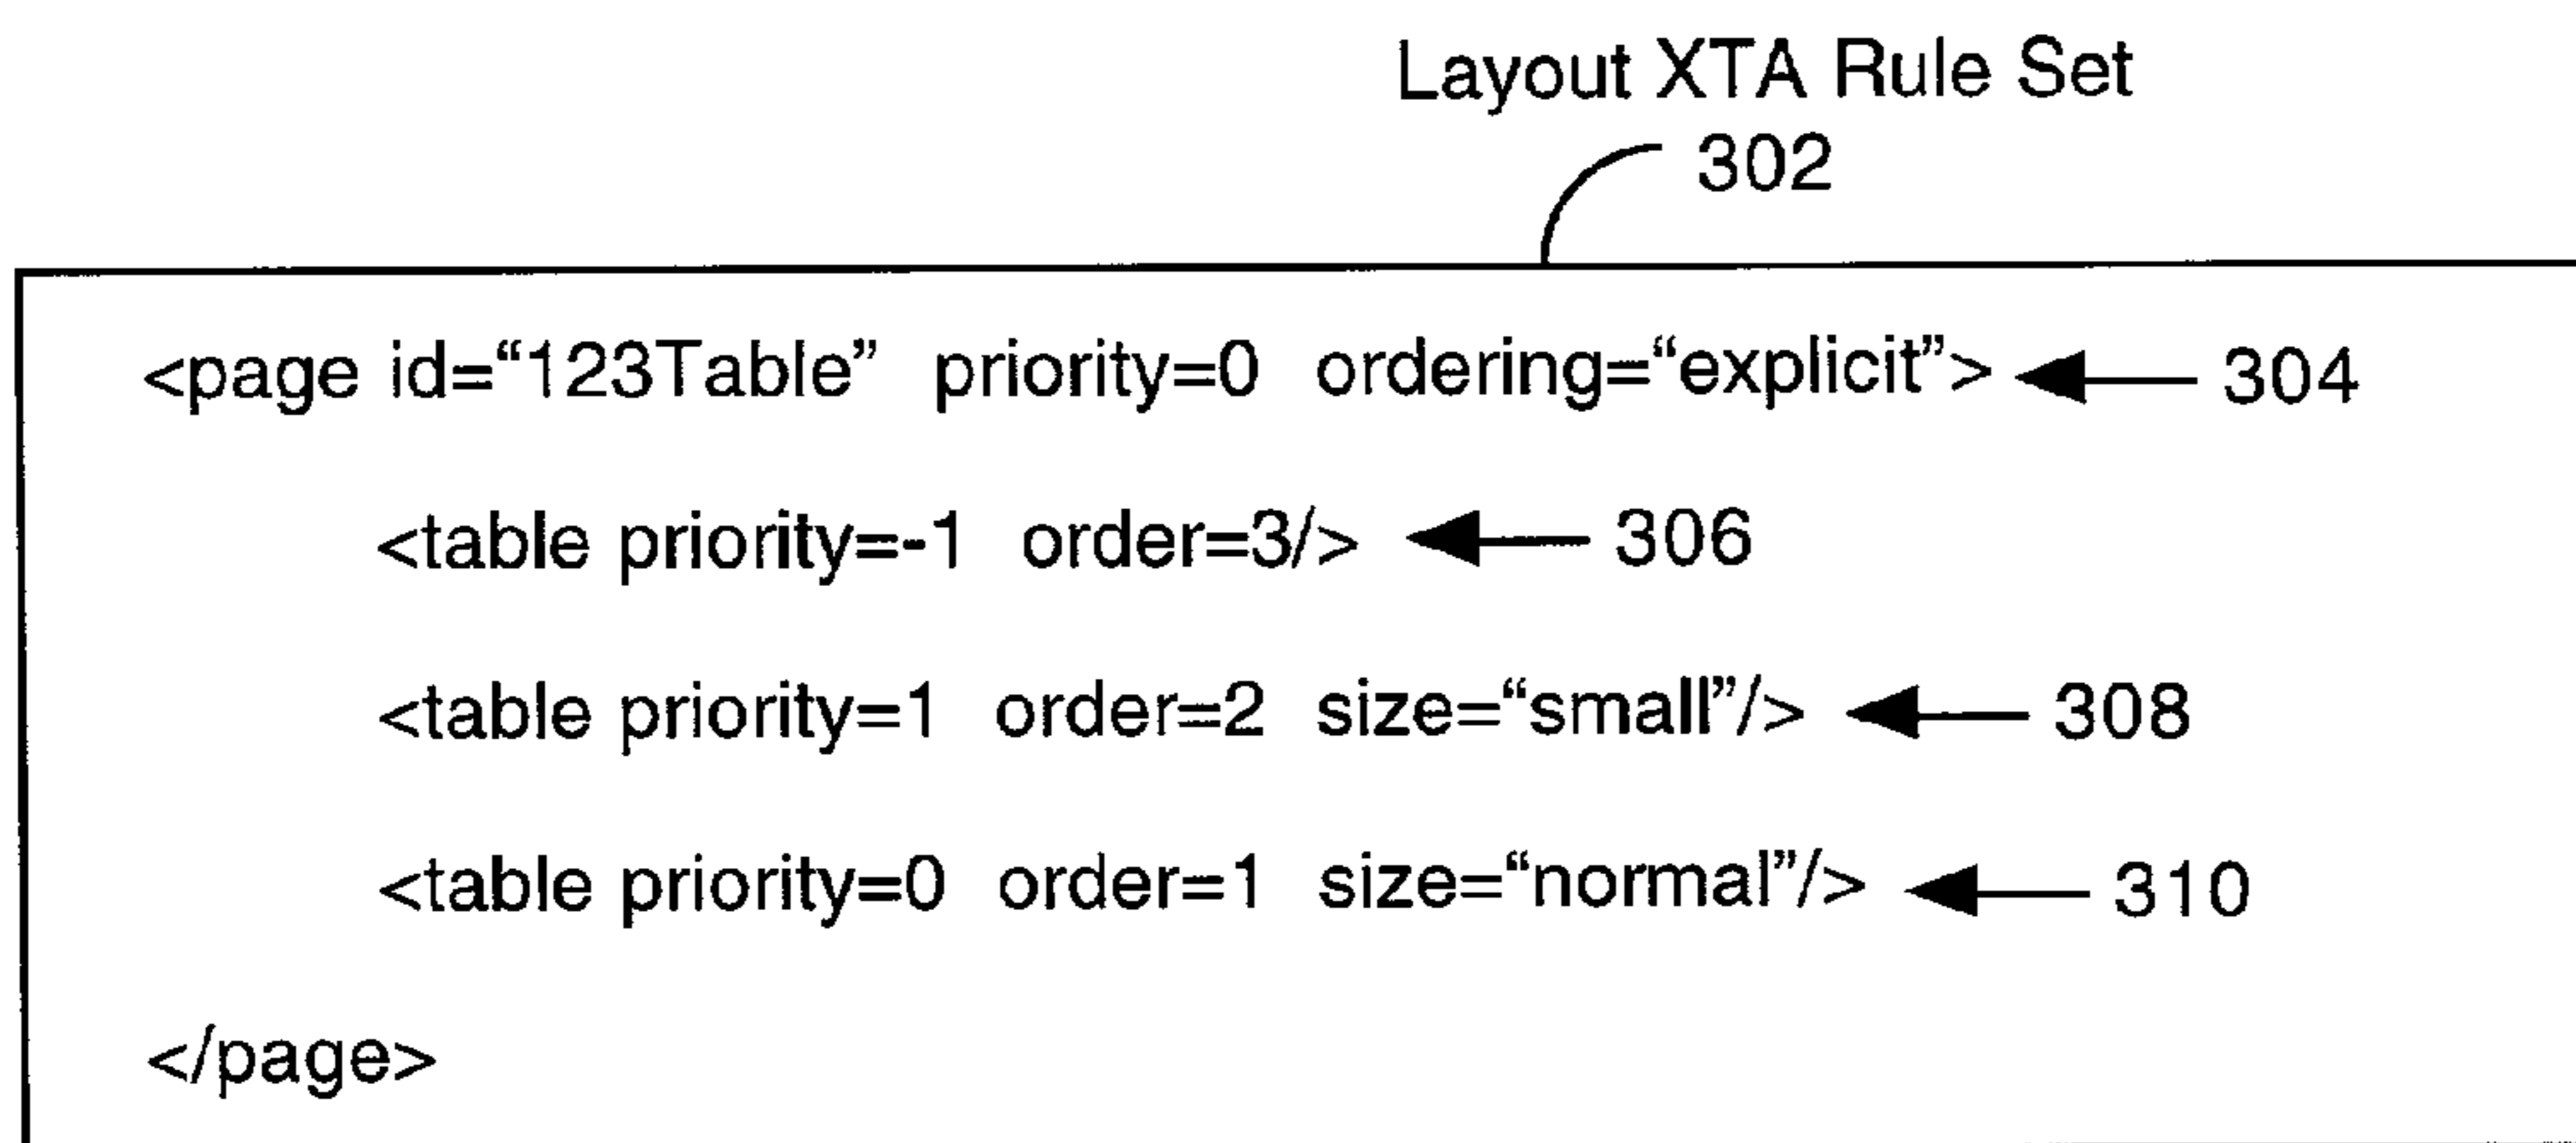 Layout XTA Rule Set
302
<page id=“123Table” priority=0 ordering=“explicit”> 304
<table priority=-1 order=3/> 306
<table priority=1 order=2 size=“small”/> 308
<table priority=0 order=1 size=“normal”/> 310
</page>